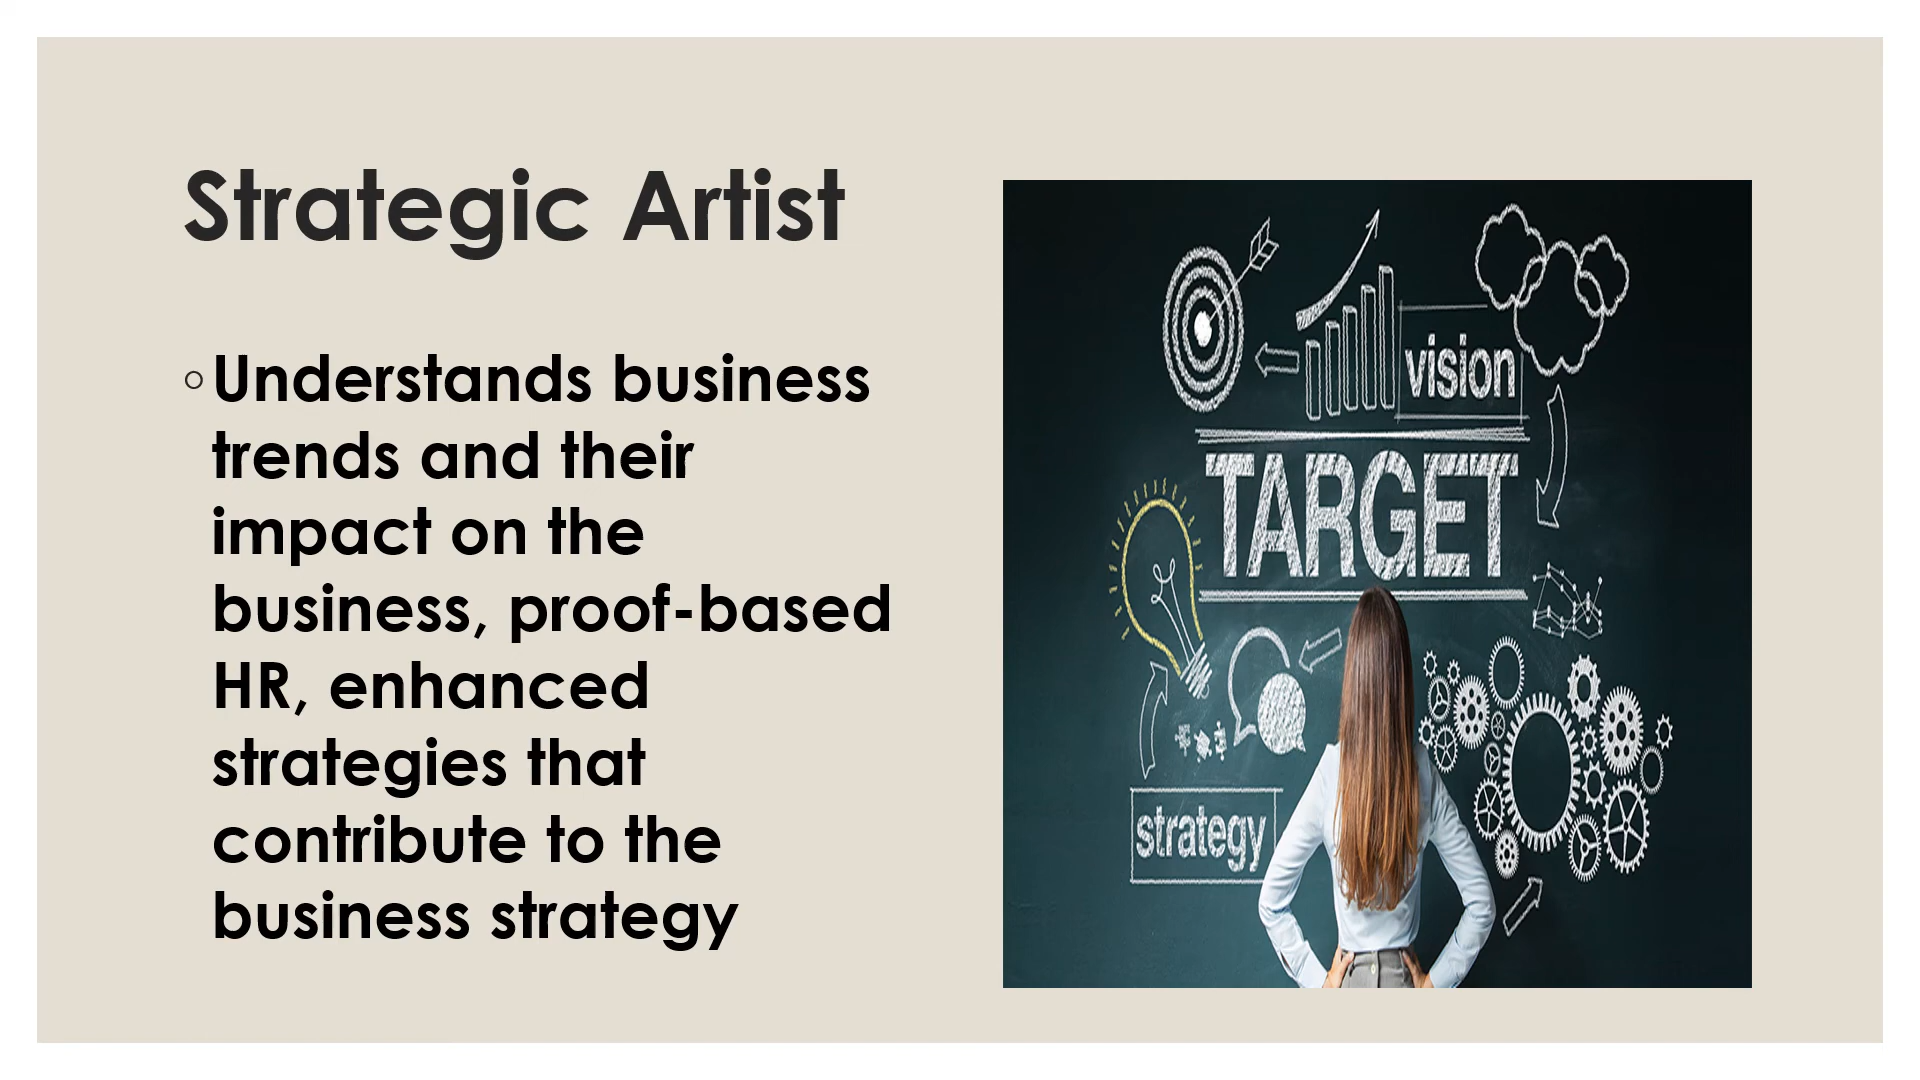 Strategic Artist
Understands business
trends and their
impact on the
business, proof-based
HR, enhanced
strategies that
contribute to the
business strategy
vision
TARGET
strategy